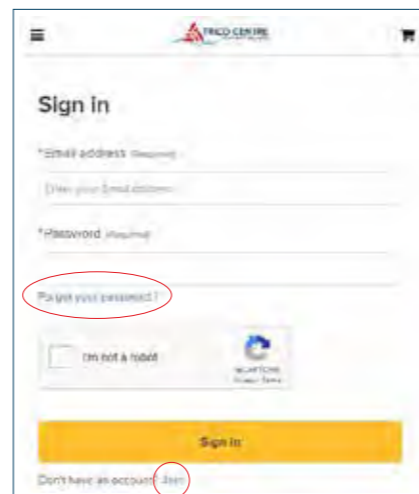 TRICO CENTRE
Sign in
*Email address (Required)
Enter your Email address
*Password (Required)
Forgot your password?
I'm not a robot
reCAPTCHA
Privacy - Terms
Sign in
Don't have an account? Join